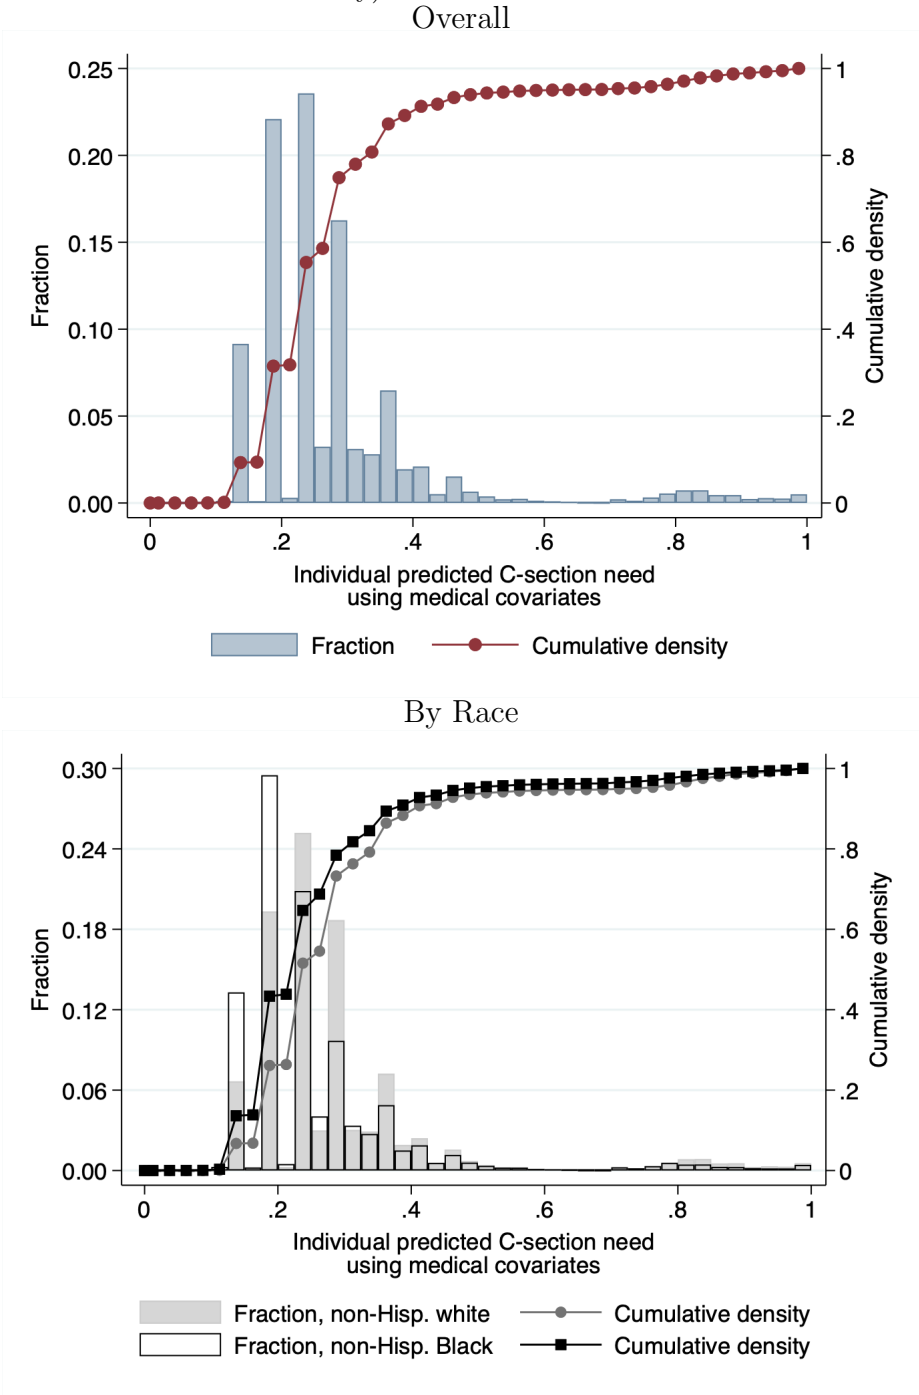 Overall
0.25
0.20
0.15
0.10
0.05
0.00
Fraction
1
.8
.6
.4
.2
0
Cumulative density
0 .2 .4 .6 .8 1
Individual predicted C-section need
using medical covariates
Fraction Cumulative density
By Race
0.30
0.24
0.18
0.12
0.06
0.00
Fraction
1
.8
.6
.4
.2
0
Cumulative density
0 .2 .4 .6 .8 1
Individual predicted C-section need
using medical covariates
Fraction, non-Hisp. white Cumulative density
Fraction, non-Hisp. Black Cumulative density